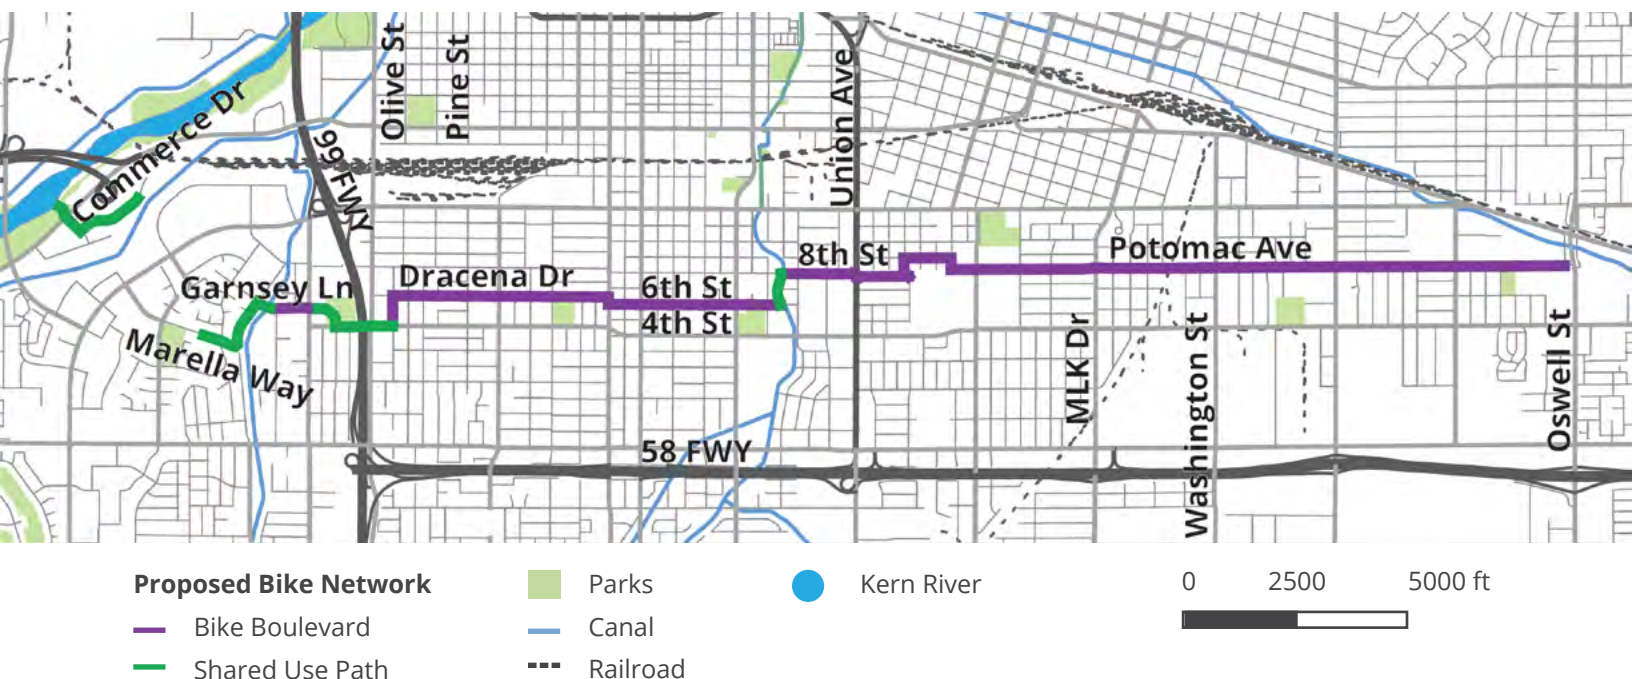 Olive St
Pine St
Union Ave
Commerce Dr
99 FWY
8th St
Potomac Ave
Garnsey Ln
Dracena Dr
6th St
4th St
Marella Way
MLK Dr
Washington St
Oswell St
58 FWY
Proposed Bike Network
Bike Boulevard
Shared Use Path
Parks
Canal
Railroad
Kern River
0 2500 5000 ft